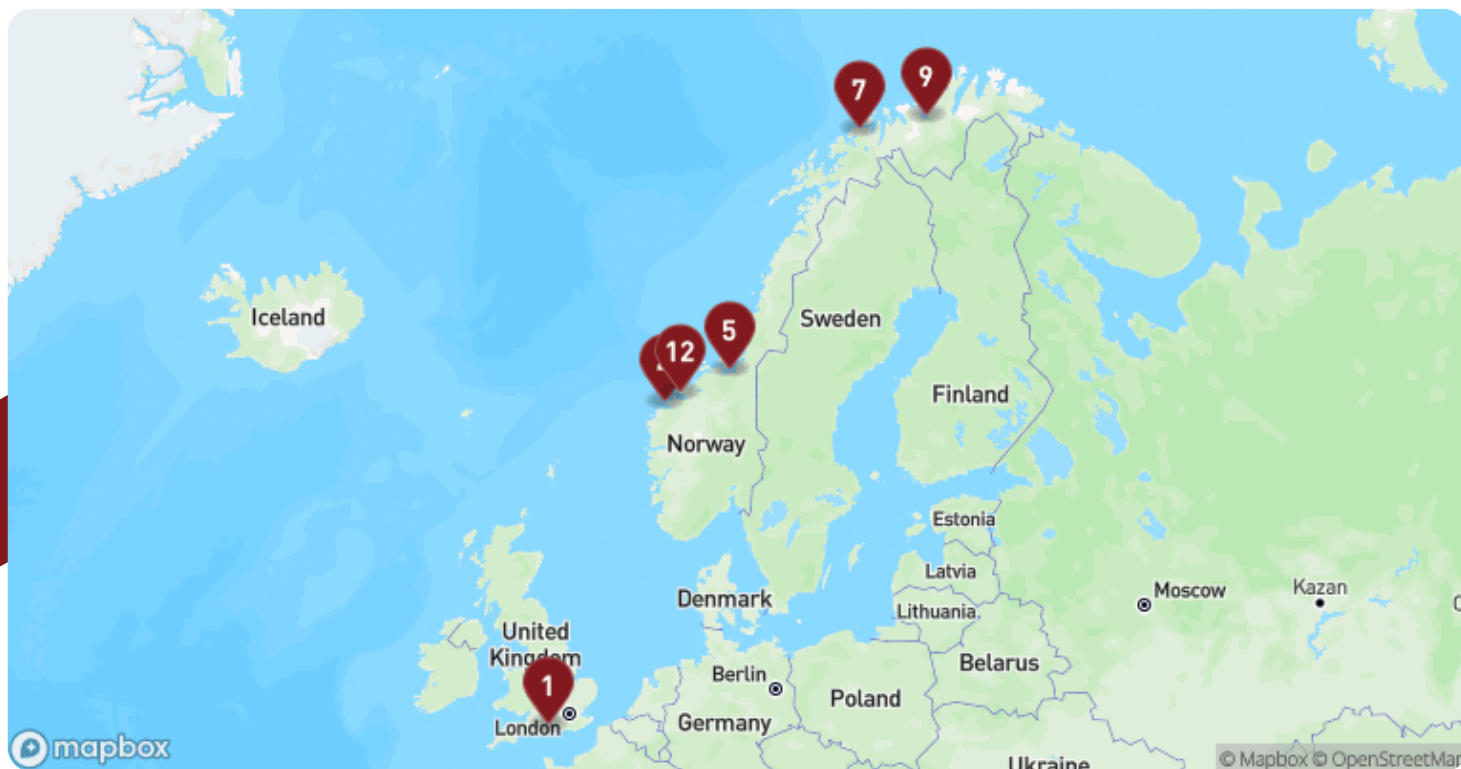 7
9
Iceland
Sweden
5
12
Finland
Norway
Estonia
Latvia
Denmark
Moscow
Kazan
Lithuania
United
Kingdom
Belarus
1
Berlin
Poland
London
Germany
mapbox
Ukraine
© Mapbox © OpenStreetMap